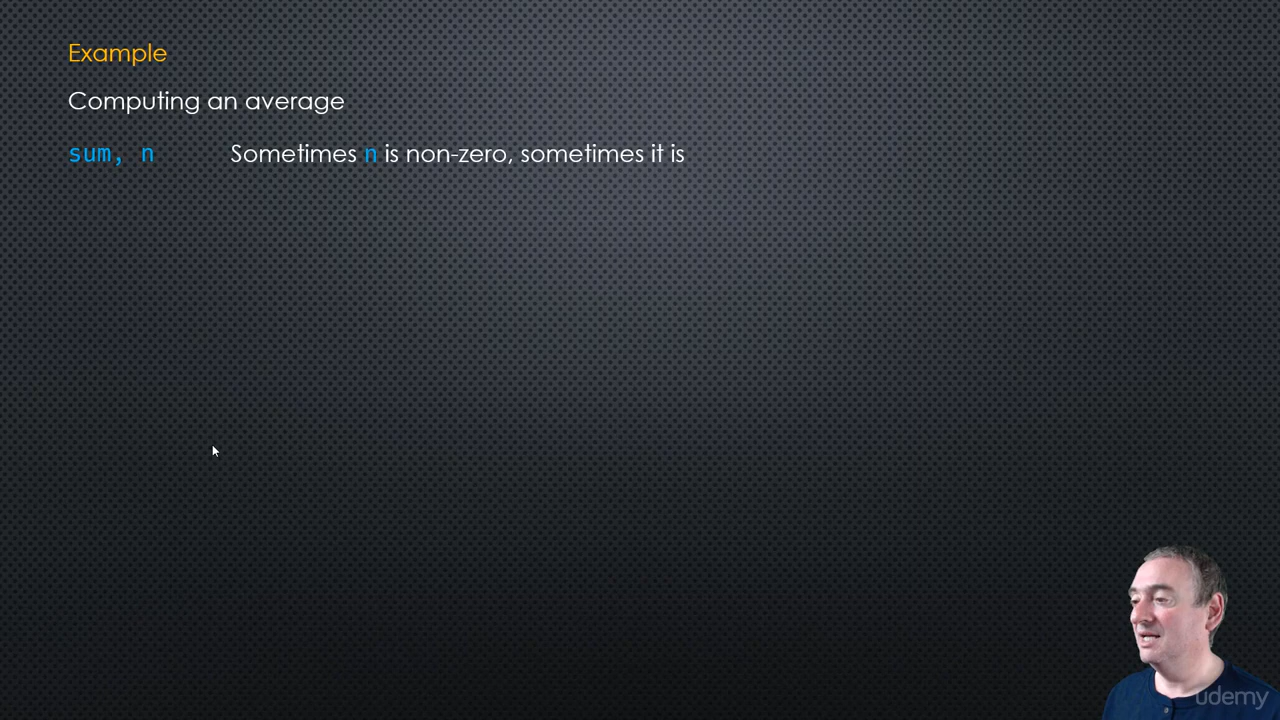 Example
Computing an average
sum, n Sometimes n is non-zero, sometimes it is
udemy